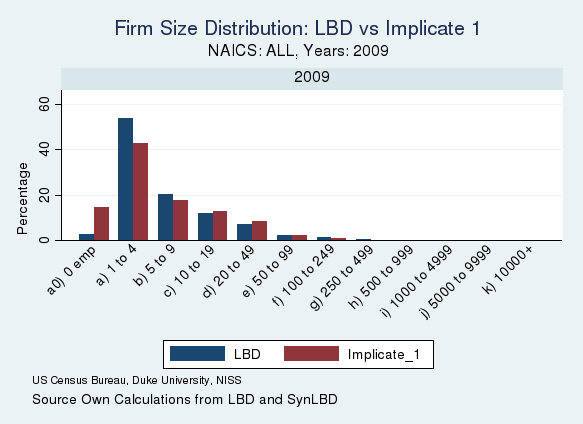 Firm Size Distribution: LBD vs Implicate 1
NAICS: ALL, Years: 2009
2009
Percentage
60
40
20
0
a0) 0 emp
a) 1 to 4
b) 5 to 9
c) 10 to 19
d) 20 to 49
e) 50 to 99
f) 100 to 249
g) 250 to 499
h) 500 to 999
i) 1000 to 4999
j) 5000 to 9999
k) 10000+
LBD
Implicate_1
US Census Bureau, Duke University, NISS
Source Own Calculations from LBD and SynLBD